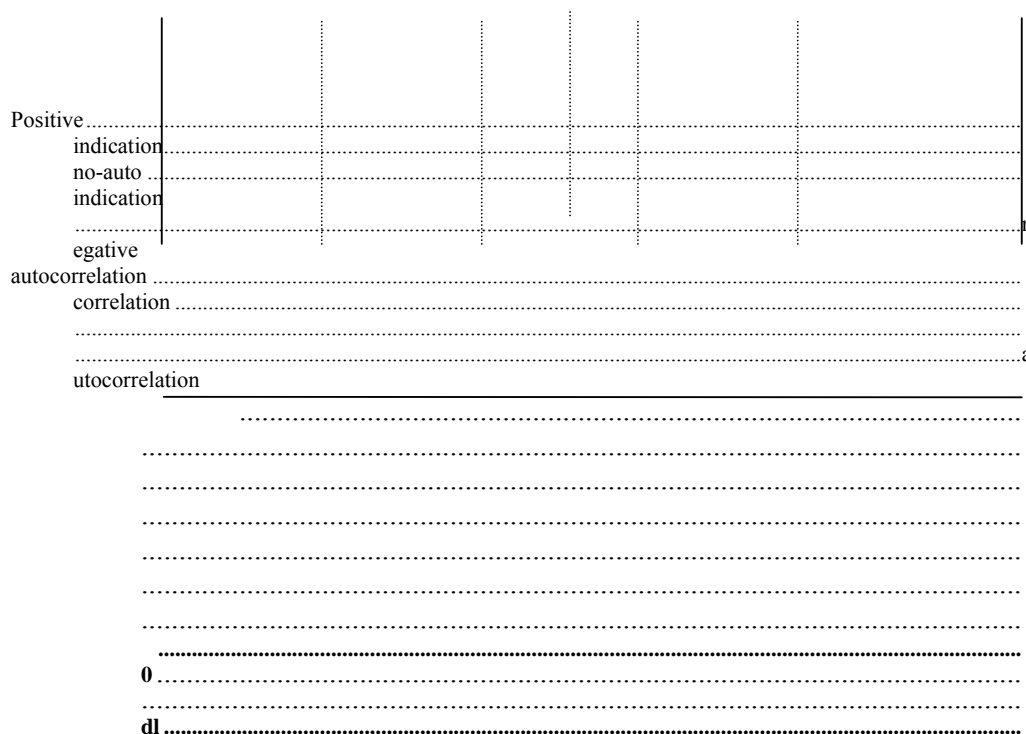 Positive
indication
no-auto
indication
n
egative
autocorrelation
correlation
a
utocorrelation
0
dl